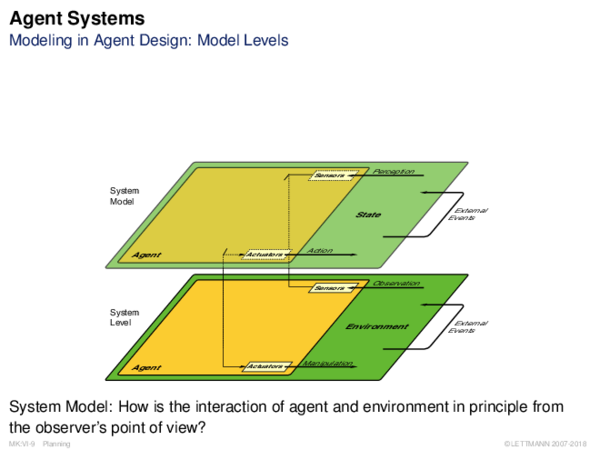 Agent Systems
Modeling in Agent Design: Model Levels
Sensors
Perception
System
Model
State
External
Events
Agent
Actuators
Action
Sensors
Observation
System
Level
Environment
External
Events
Agent
Actuators
Manipulation
System Model: How is the interaction of agent and environment in principle from
the observer's point of view?
MK:VI-9 Planning
©LETTMANN 2007-2018